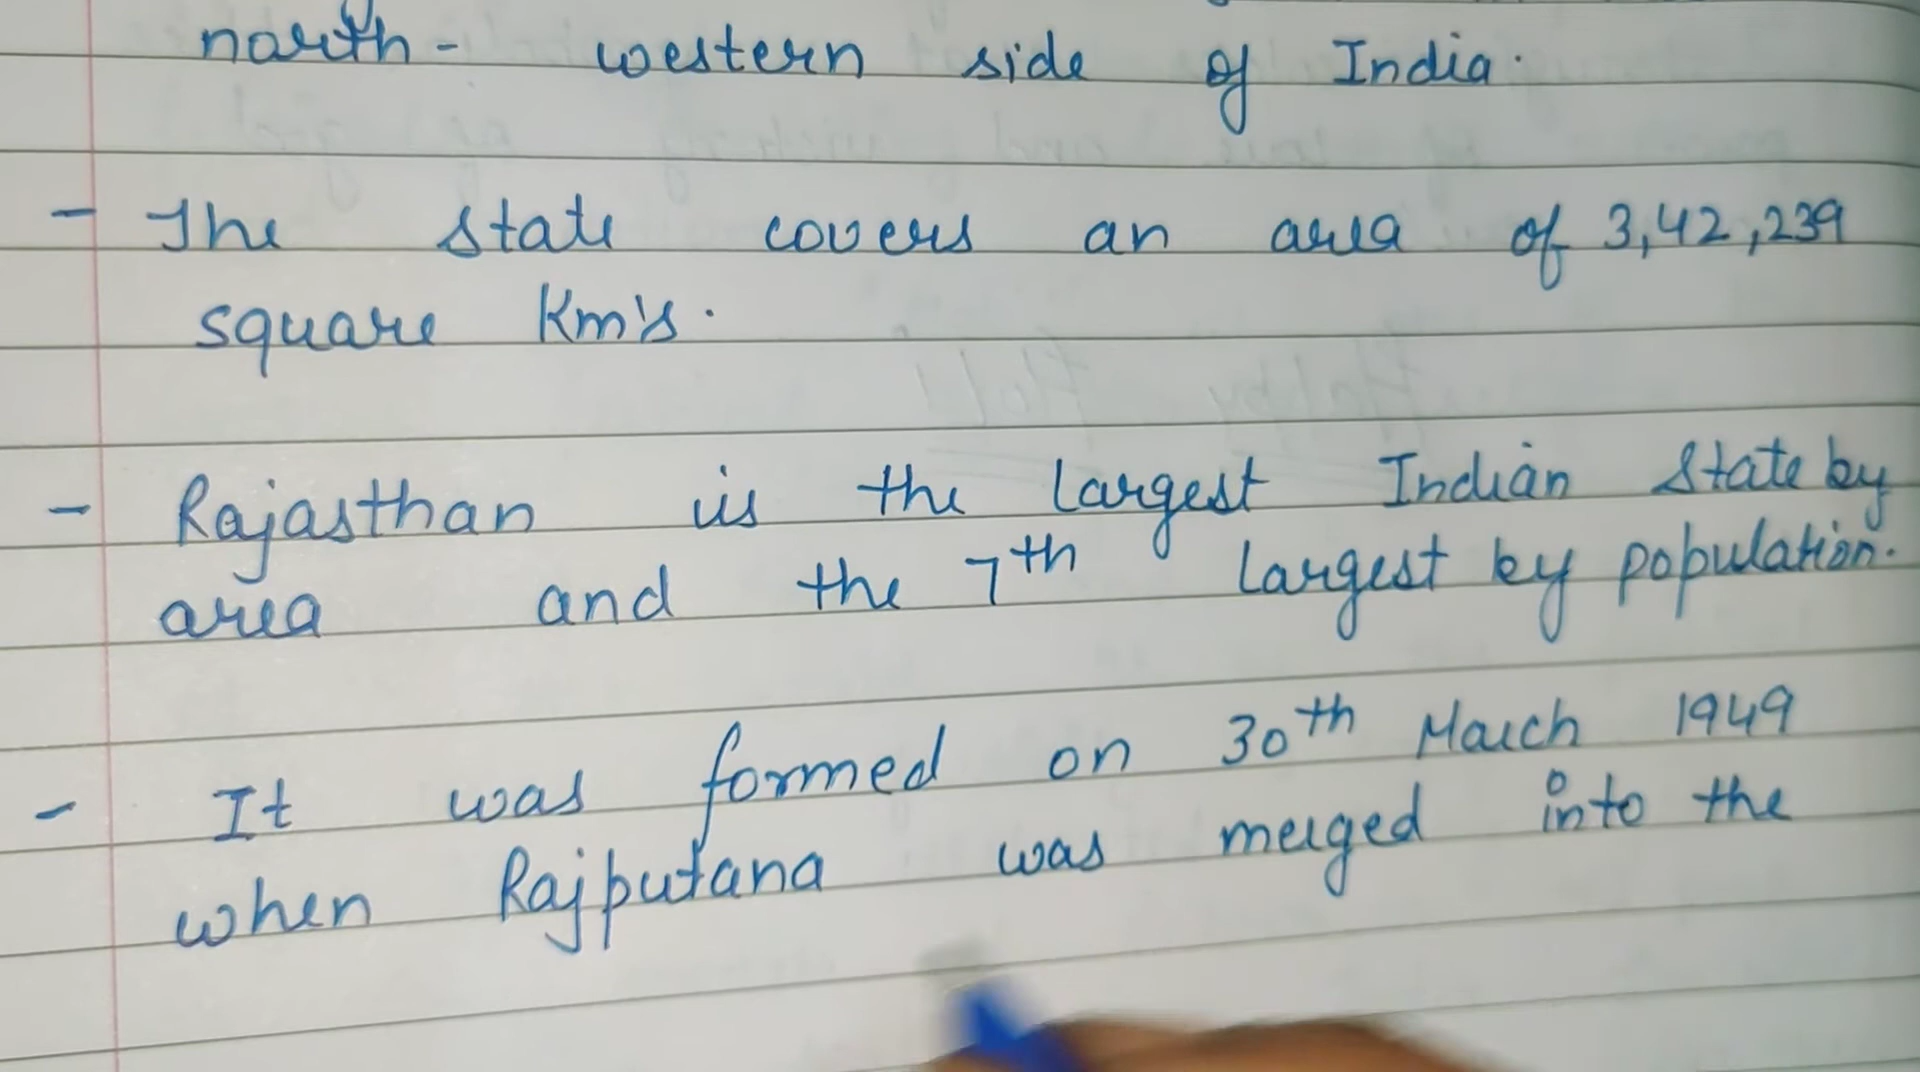 north- western side of India.
- The state covers an area of 3,42,239
square Km's.
- Rajasthan is the largest Indian state by
area and the 7th largest by population.
- It was formed on 30th March 1949
when Rajputana was merged into the